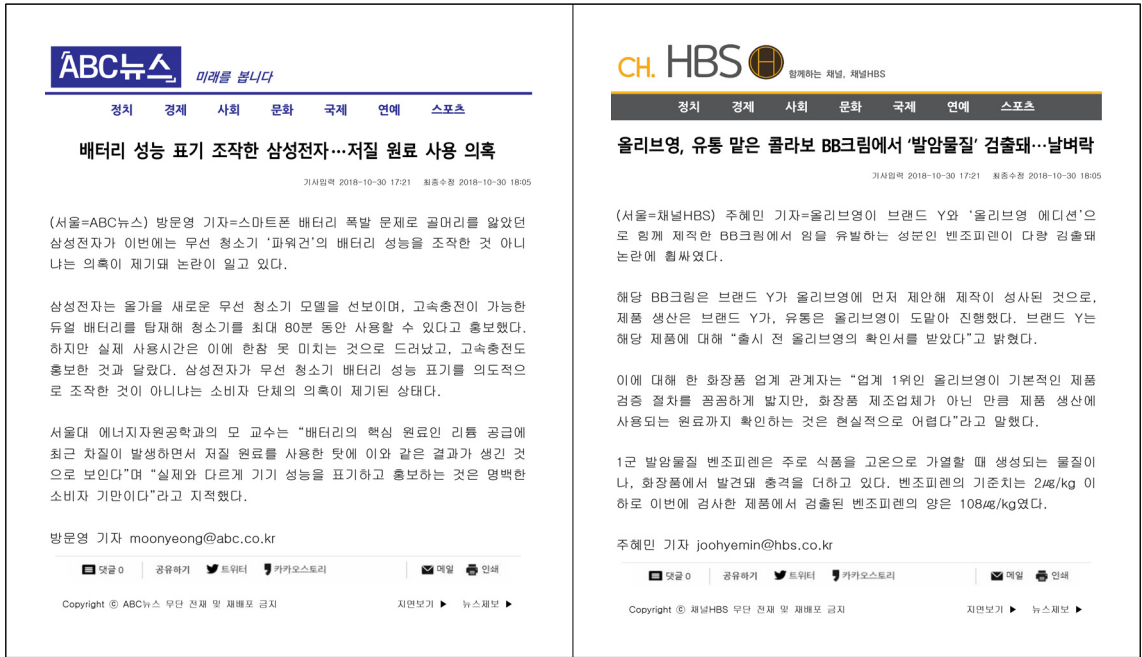 ABC뉴스 미래를 봅니다
정치 경제 사회 문화 국제 연예 스포츠
배터리 성능 표기 조작한 삼성전자…저질 원료 사용 의혹
기사입력 2018-10-30 17:21 최종수정 2018-10-30 18:05
(서울=ABC뉴스) 방문영 기자=스마트폰 배터리 폭발 문제로 골머리를 앓았던
삼성전자가 이번에는 무선 청소기 ‘파워건’의 배터리 성능을 조작한 것 아니
냐는 의혹이 제기돼 논란이 일고 있다.
삼성전자는 올가을 새로운 무선 청소기 모델을 선보이며, 고속충전이 가능한
듀얼 배터리를 탑재해 청소기를 최대 80분 동안 사용할 수 있다고 홍보했다.
하지만 실제 사용시간은 이에 한참 못 미치는 것으로 드러났고, 고속충전도
홍보한 것과 달랐다. 삼성전자가 무선 청소기 배터리 성능 표기를 의도적으
로 조작한 것이 아니냐는 소비자 단체의 의혹이 제기된 상태다.
서울대 에너지자원공학과의 모 교수는 “배터리의 핵심 원료인 리튬 공급에
최근 차질이 발생하면서 저질 원료를 사용한 탓에 이와 같은 결과가 생긴 것
으로 보인다”며 “실제와 다르게 기기 성능을 표기하고 홍보하는 것은 명백한
소비자 기만이다”라고 지적했다.
방문영 기자 moonyeong@abc.co.kr
댓글 0 공유하기 트위터 카카오스토리 메일 인쇄
Copyright ⓒ ABC뉴스 무단 전재 및 재배포 금지 지면보기 ▶ 뉴스제보 ▶
CH. HBS H 함께하는 채널, 채널HBS
정치 경제 사회 문화 국제 연예 스포츠
올리브영, 유통 맡은 콜라보 BB크림에서 ‘발암물질’ 검출돼…날벼락
기사입력 2018-10-30 17:21 최종수정 2018-10-30 18:05
(서울=채널HBS) 주혜민 기자=올리브영이 브랜드 Y와 ‘올리브영 에디션’으
로 함께 제작한 BB크림에서 암을 유발하는 성분인 벤조피렌이 다량 검출돼
논란에 휩싸였다.
해당 BB크림은 브랜드 Y가 올리브영에 먼저 제안해 제작이 성사된 것으로,
제품 생산은 브랜드 Y가, 유통은 올리브영이 도맡아 진행했다. 브랜드 Y는
해당 제품에 대해 “출시 전 올리브영의 확인서를 받았다”고 밝혔다.
이에 대해 한 화장품 업계 관계자는 “업계 1위인 올리브영이 기본적인 제품
검증 절차를 꼼꼼하게 밟지만, 화장품 제조업체가 아닌 만큼 제품 생산에
사용되는 원료까지 확인하는 것은 현실적으로 어렵다”라고 말했다.
1군 발암물질 벤조피렌은 주로 식품을 고온으로 가열할 때 생성되는 물질이
나, 화장품에서 발견돼 충격을 더하고 있다. 벤조피렌의 기준치는 2㎍/kg 이
하로 이번에 검사한 제품에서 검출된 벤조피렌의 양은 108㎍/kg였다.
주혜민 기자 joohyemin@hbs.co.kr
댓글 0 공유하기 트위터 카카오스토리 메일 인쇄
Copyright ⓒ 채널HBS 무단 전재 및 재배포 금지 지면보기 ▶ 뉴스제보 ▶